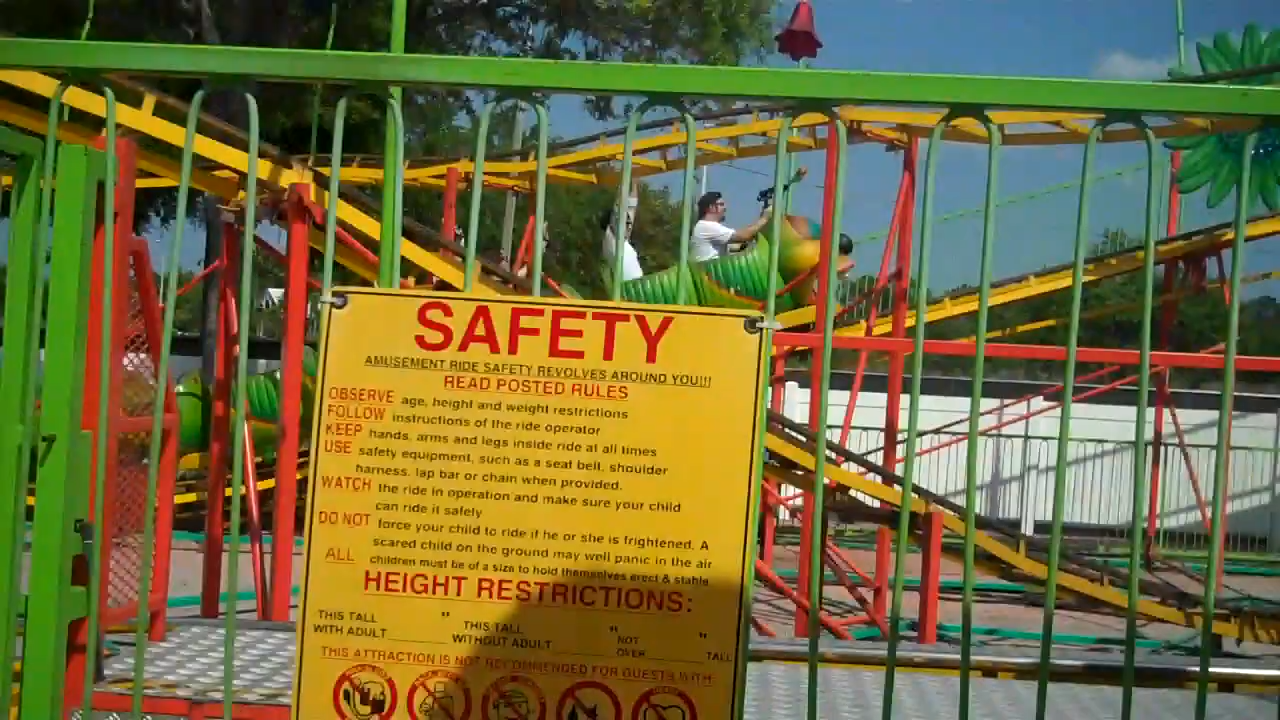 SAFETY
AMUSEMENT RIDE SAFETY REVOLVES AROUND YOU!!!
READ POSTED RULES
OBSERVE age, height and weight restrictions
FOLLOW instructions of the ride operator
KEEP hands, arms and legs inside ride at all times
USE safety equipment, such as a seat belt, shoulder
harness, lap bar or chain when provided.
WATCH the ride in operation and make sure your child
can ride it safely
DO NOT force your child to ride if he or she is frightened. A
scared child on the ground may well panic in the air
ALL children must be of a size to hold themselves erect & stable
HEIGHT RESTRICTIONS:
THIS TALL " THIS TALL " NOT "
WITH ADULT________ WITHOUT ADULT________ OVER________ TALL
THIS ATTRACTION IS NOT RECOMMENDED FOR GUESTS WITH: